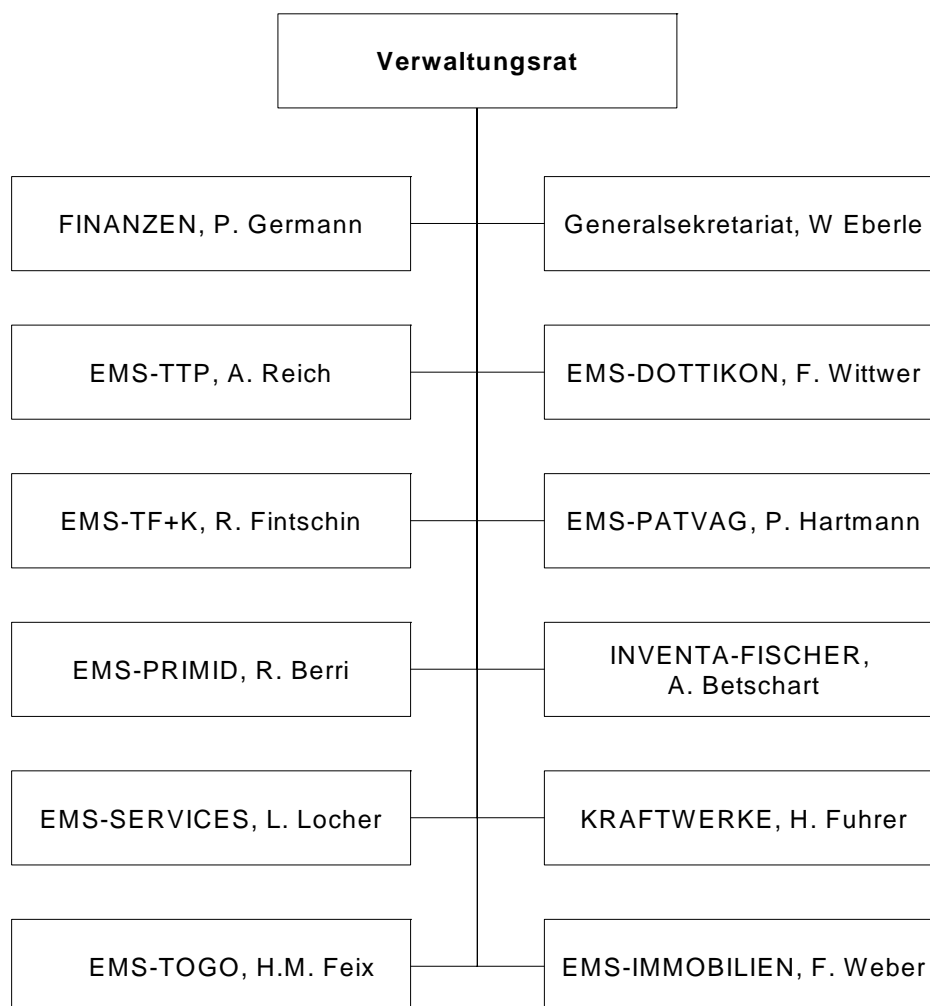 Verwaltungsrat
FINANZEN, P. Germann
Generalsekretariat, W Eberle
EMS-TTP, A. Reich
EMS-DOTTIKON, F. Wittwer
EMS-TF+K, R. Fintschin
EMS-PATVAG, P. Hartmann
EMS-PRIMID, R. Berri
INVENTA-FISCHER,
A. Betschart
EMS-SERVICES, L. Locher
KRAFTWERKE, H. Fuhrer
EMS-TOGO, H.M. Feix
EMS-IMMOBILIEN, F. Weber